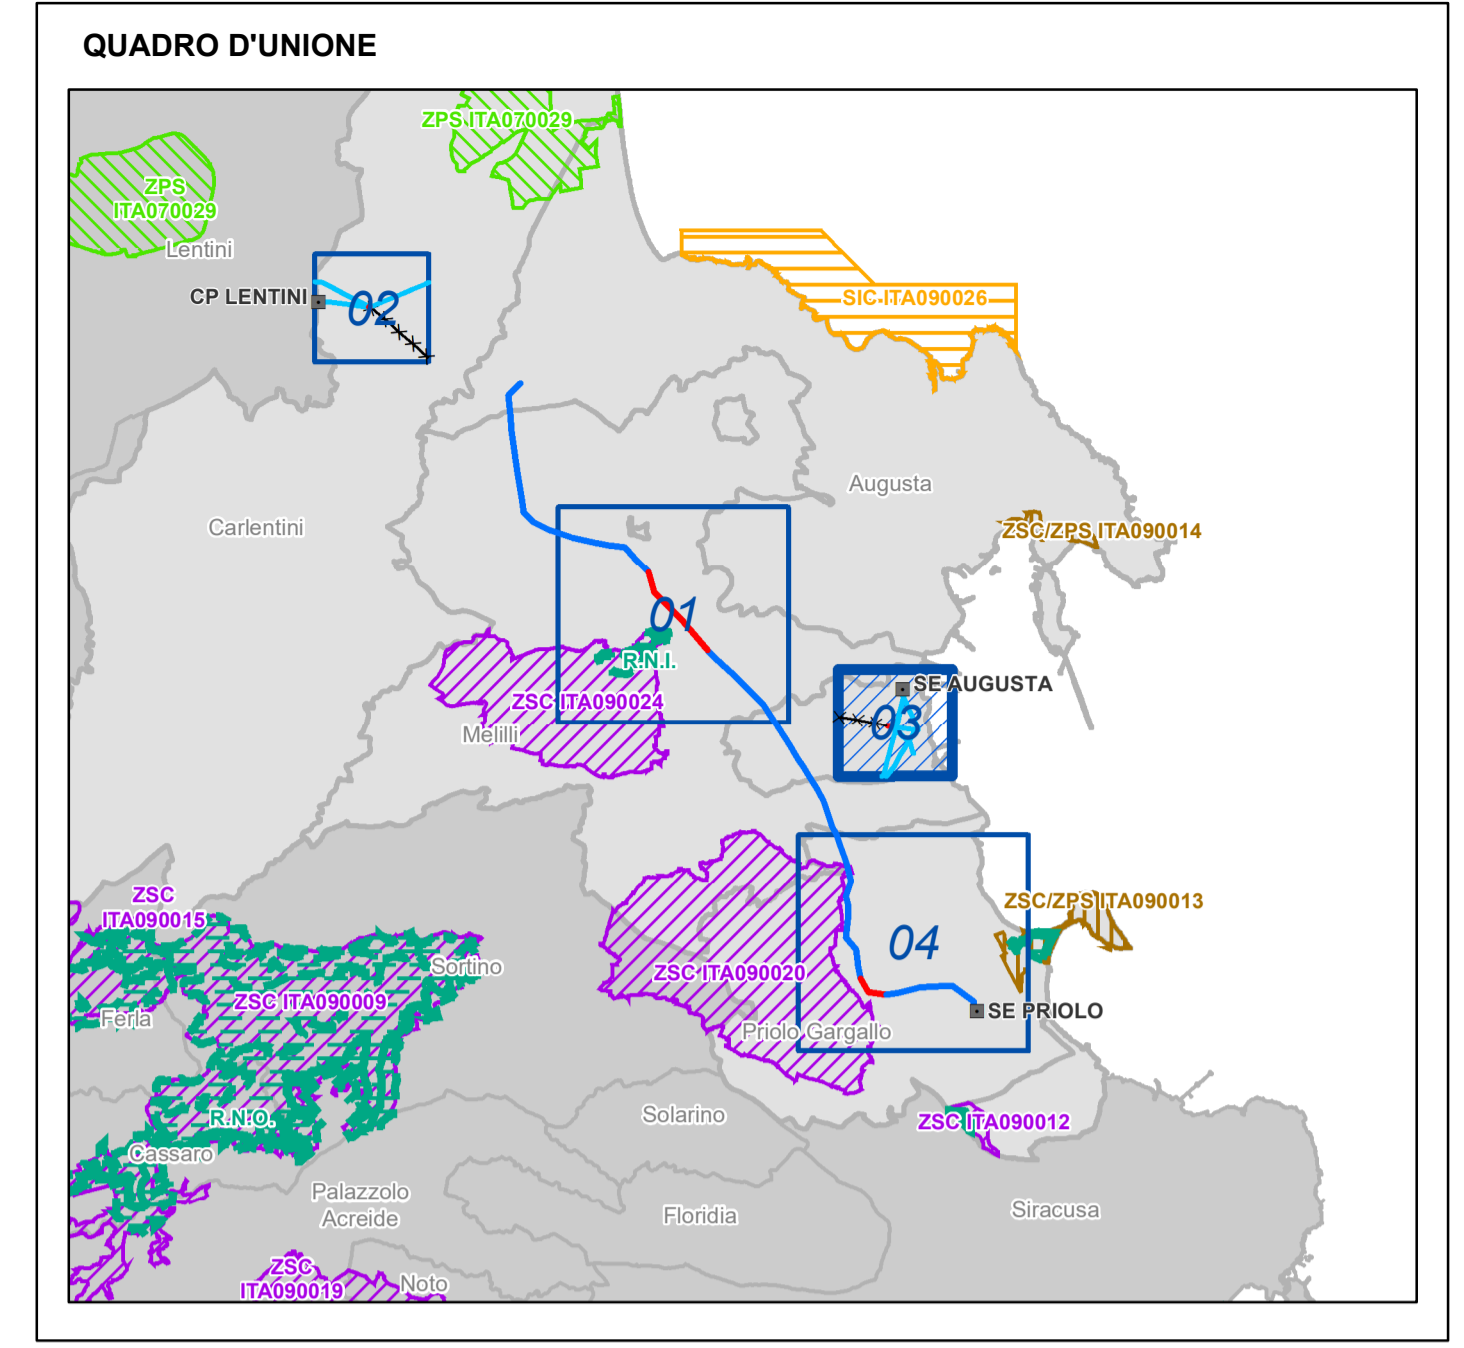 QUADRO D'UNIONE
ZPS ITA070029
ZPS
ITA070029
Lentini
CP LENTINI
02
SIC ITA090026
Augusta
Carlentini
ZSC/ZPS ITA090014
01
R.N.I.
SE AUGUSTA
ZSC ITA090024
03
Melilli
ZSC
ITA090015
ZSC/ZPS ITA090013
04
Sortino
ZSC ITA090020
ZSC ITA090009
SE PRIOLO
Ferla
Priolo Gargallo
R.N.O.
Solarino
ZSC ITA090012
Cassaro
Palazzolo
Acreide
Floridia
Siracusa
ZSC
ITA090019
Noto